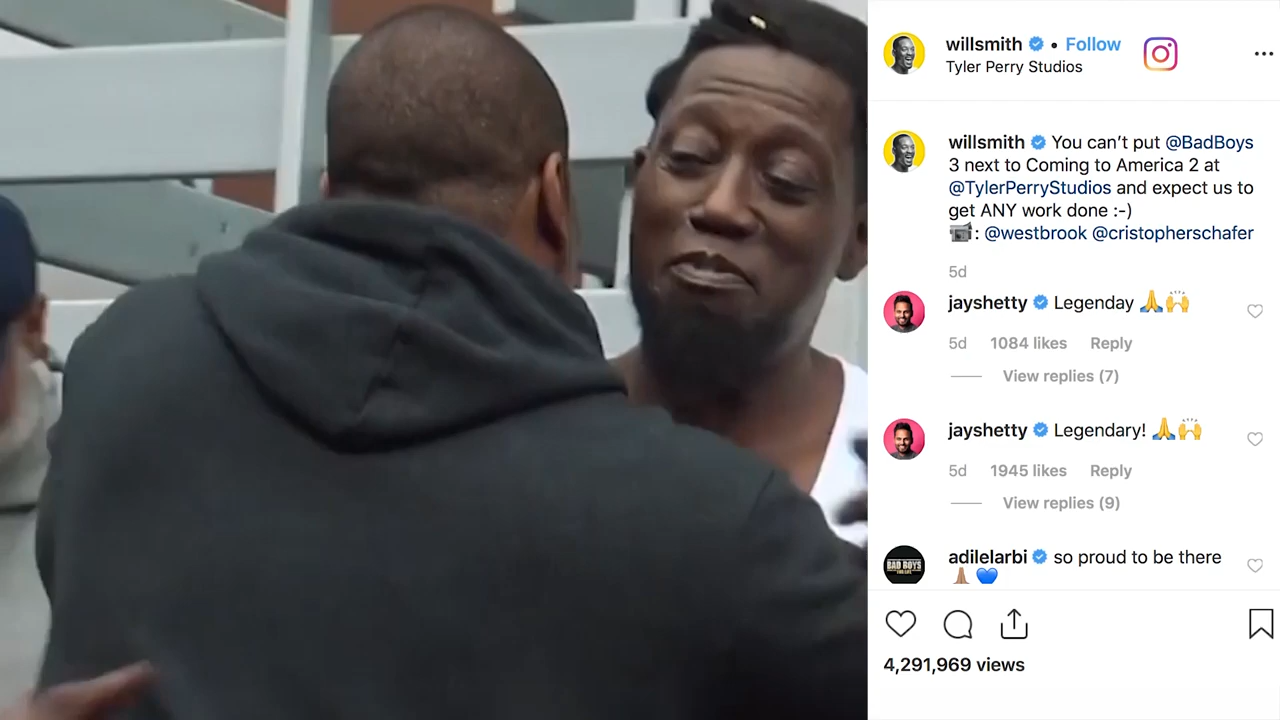 willsmith • Follow
Tyler Perry Studios
willsmith You can’t put @BadBoys
3 next to Coming to America 2 at
@TylerPerryStudios and expect us to
get ANY work done :-)
: @westbrook @cristopherschafer
5d
jayshetty Legenday 🙏🙌
5d 1084 likes Reply
View replies (7)
jayshetty Legendary! 🙏🙌
5d 1945 likes Reply
View replies (9)
BAD BOYS
adilelarbi so proud to be there
🙏🏽💙
4,291,969 views